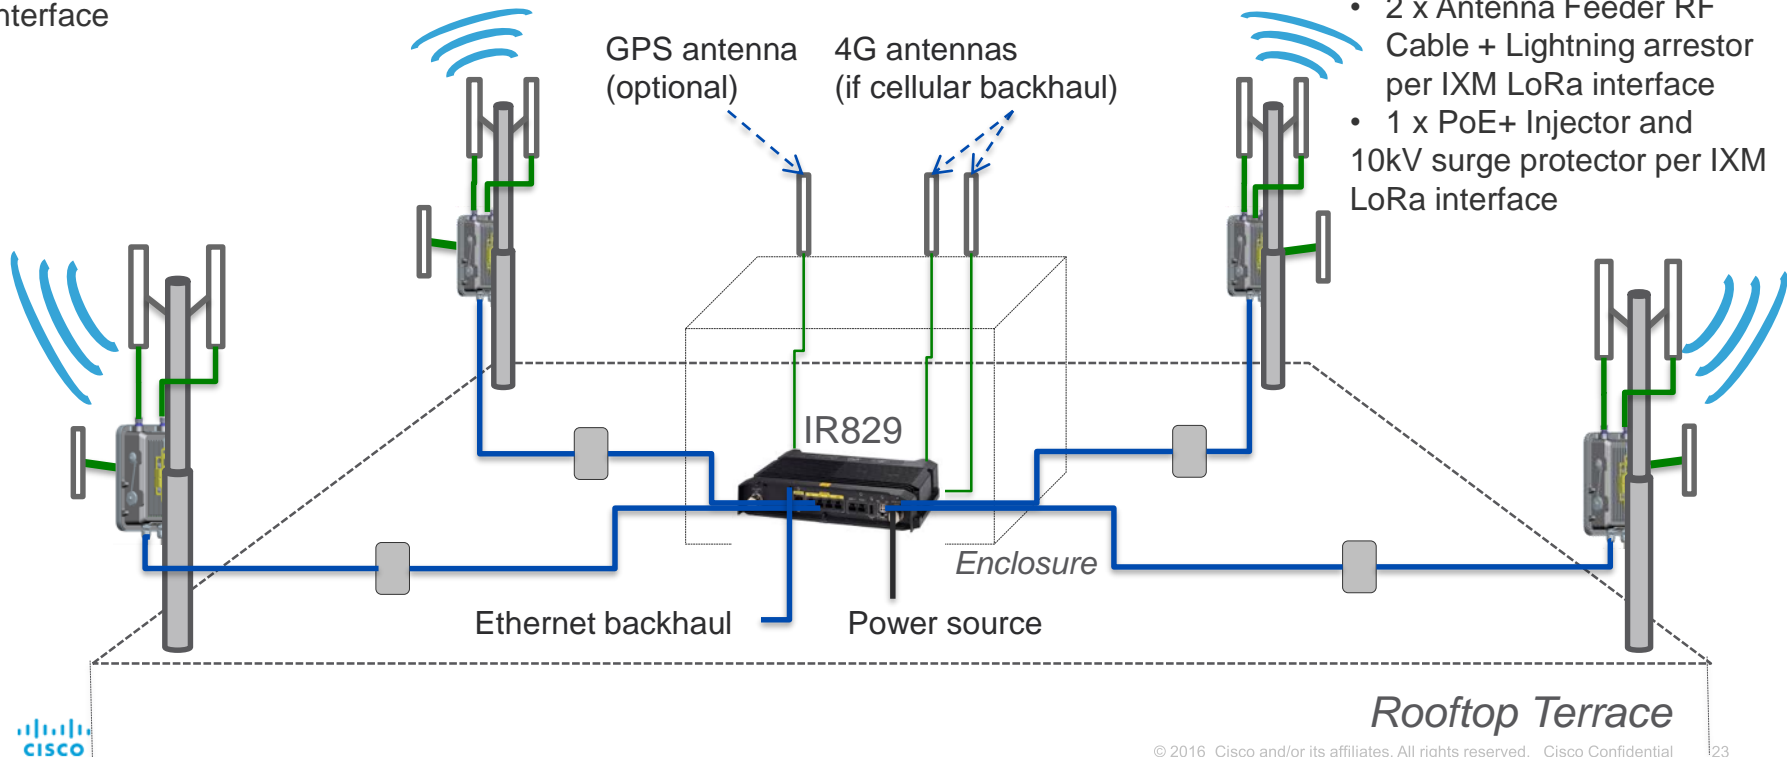 nterface
GPS antenna
(optional)
4G antennas
(if cellular backhaul)
• 2 x Antenna Feeder RF
Cable + Lightning arrestor
per IXM LoRa interface
• 1 x PoE+ Injector and
10kV surge protector per IXM
LoRa interface
IR829
Enclosure
Ethernet backhaul
Power source
Rooftop Terrace
CISCO
© 2016 Cisco and/or its affiliates. All rights reserved. Cisco Confidential
23